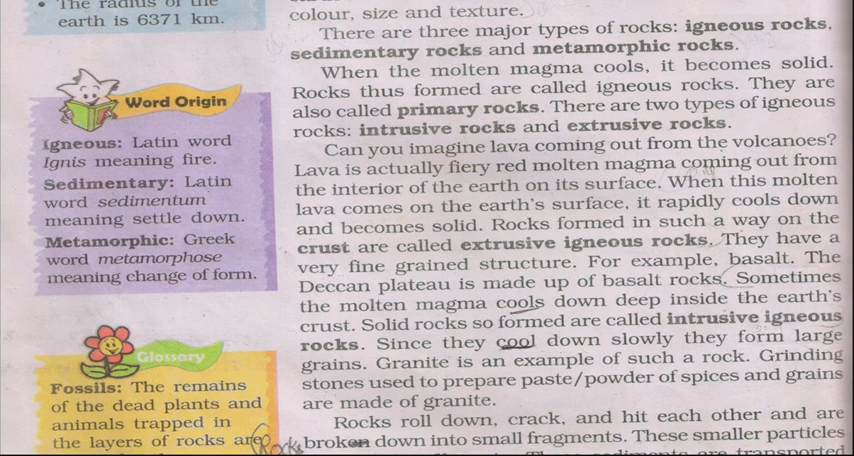 • The radius of the
earth is 6371 km.
Word Origin
Igneous: Latin word
Ignis meaning fire.
Sedimentary: Latin
word sedimentum
meaning settle down.
Metamorphic: Greek
word metamorphose
meaning change of form.
Glossary
Fossils: The remains
of the dead plants and
animals trapped in
the layers of rocks are
colour, size and texture.
There are three major types of rocks: igneous rocks,
sedimentary rocks and metamorphic rocks.
When the molten magma cools, it becomes solid.
Rocks thus formed are called igneous rocks. They are
also called primary rocks. There are two types of igneous
rocks: intrusive rocks and extrusive rocks.
Can you imagine lava coming out from the volcanoes?
Lava is actually fiery red molten magma coming out from
the interior of the earth on its surface. When this molten
lava comes on the earth's surface, it rapidly cools down
and becomes solid. Rocks formed in such a way on the
crust are called extrusive igneous rocks. They have a
very fine grained structure. For example, basalt. The
Deccan plateau is made up of basalt rocks. Sometimes
the molten magma cools down deep inside the earth's
crust. Solid rocks so formed are called intrusive igneous
rocks. Since they cool down slowly they form large
grains. Granite is an example of such a rock. Grinding
stones used to prepare paste/powder of spices and grains
are made of granite.
Rocks roll down, crack, and hit each other and are
Rocks broken down into small fragments. These smaller particles